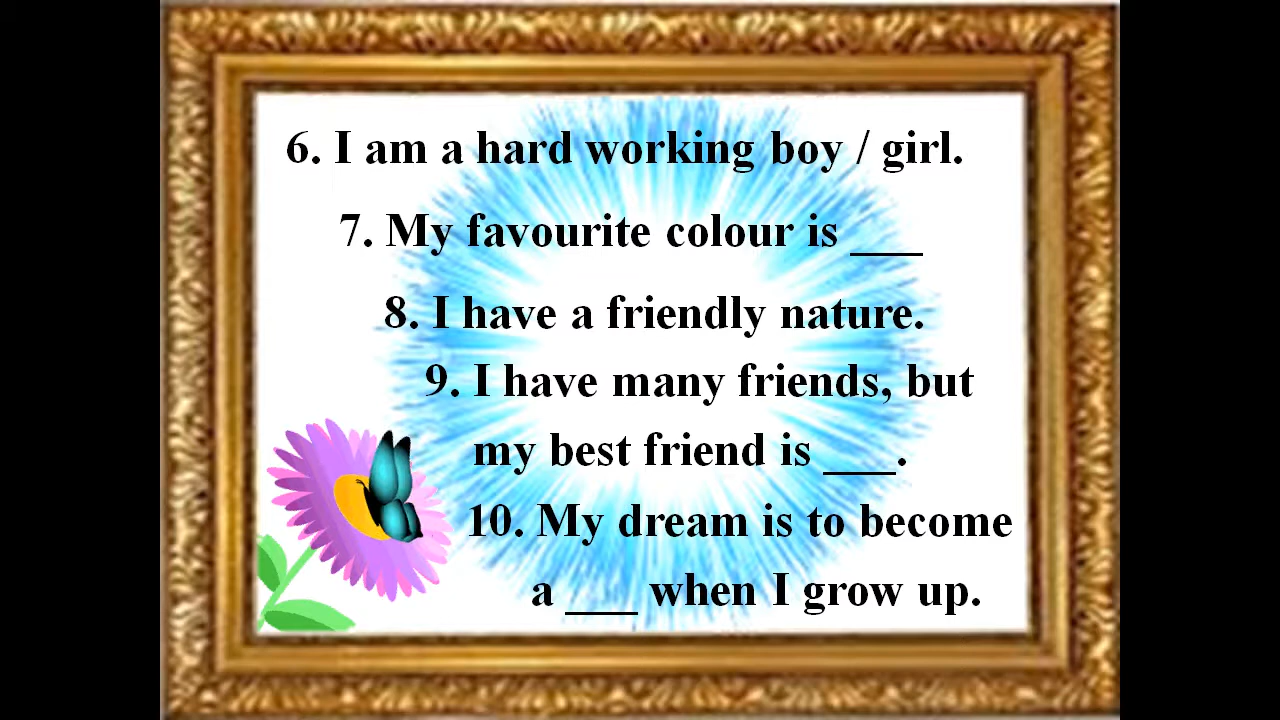 6. I am a hard working boy / girl.
7. My favourite colour is ___
8. I have a friendly nature.
9. I have many friends, but
my best friend is ___.
10. My dream is to become
a ___ when I grow up.